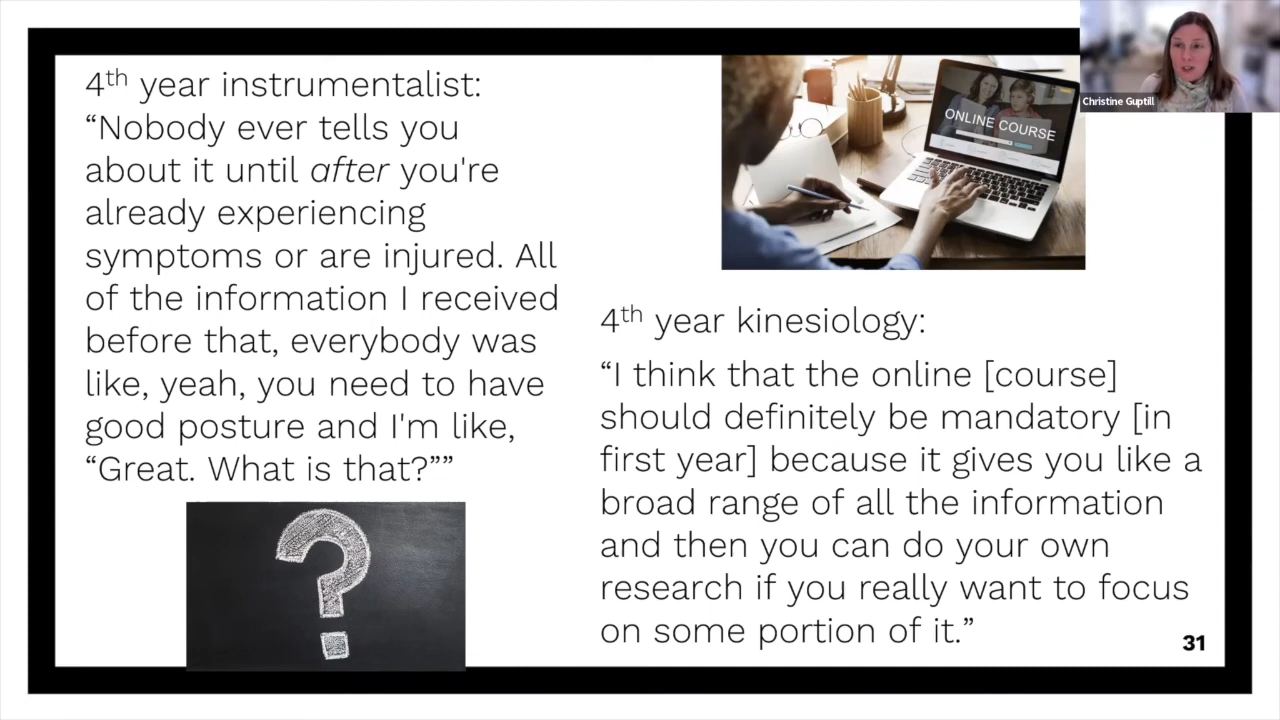 4th year instrumentalist:
“Nobody ever tells you
about it until after you're
already experiencing
symptoms or are injured. All
of the information I received
before that, everybody was
like, yeah, you need to have
good posture and I'm like,
“Great. What is that?””
?
ONLINE COURSE
Christine Guptill
4th year kinesiology:
“I think that the online [course]
should definitely be mandatory [in
first year] because it gives you like a
broad range of all the information
and then you can do your own
research if you really want to focus
on some portion of it.”
31